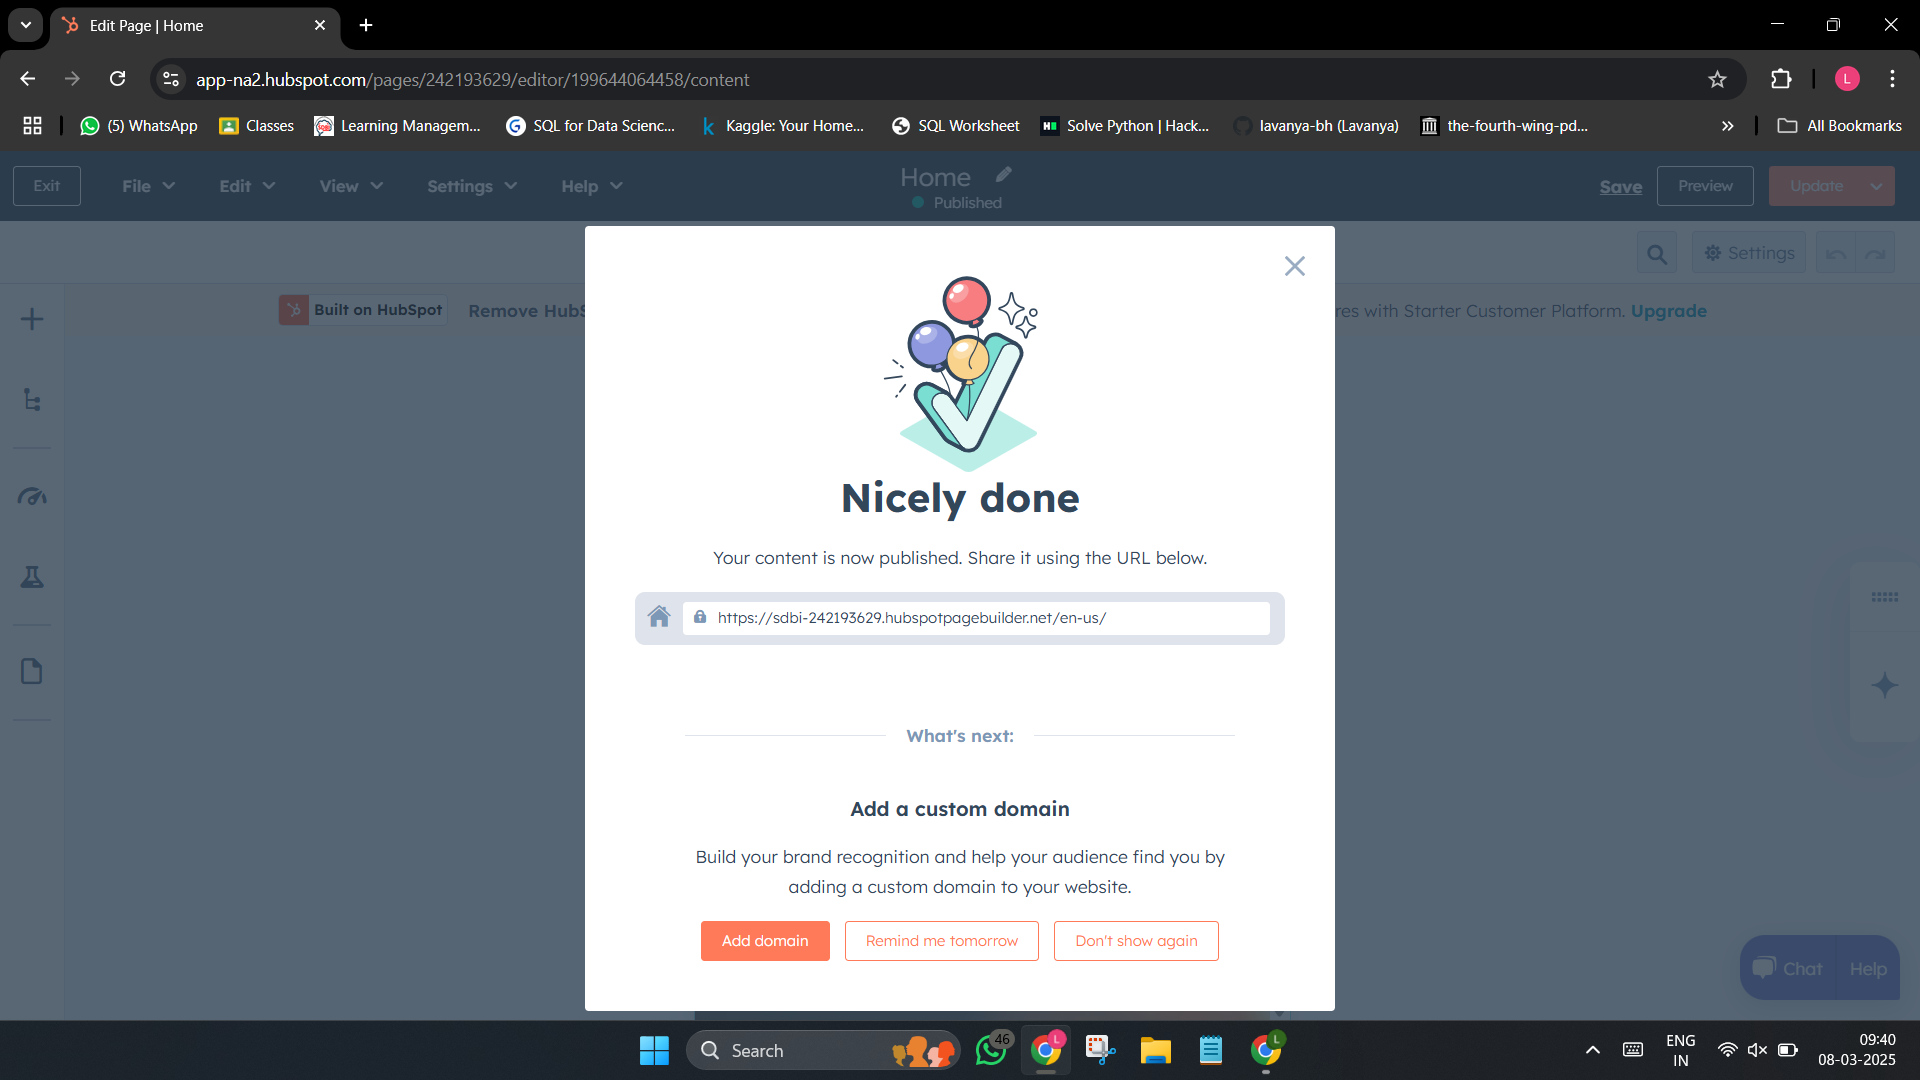 Edit Page | Home
app-na2.hubspot.com/pages/242193629/editor/199644064458/content
L
(5) WhatsApp
Classes
Learning Managem...
SQL for Data Scienc...
Kaggle: Your Home...
SQL Worksheet
Solve Python | Hack...
lavanya-bh (Lavanya)
the-fourth-wing-pd...
All Bookmarks
Exit
File
Edit
View
Settings
Help
Home
Published
Save
Preview
Update
Settings
Built on HubSpot
Remove HubS
res with Starter Customer Platform. Upgrade
Nicely done
Your content is now published. Share it using the URL below.
https://sdbi-242193629.hubspotpagebuilder.net/en-us/
What's next:
Add a custom domain
Build your brand recognition and help your audience find you by
adding a custom domain to your website.
Add domain
Remind me tomorrow
Don't show again
Chat
Help
Search
46
L
L
ENG
IN
09:40
08-03-2025